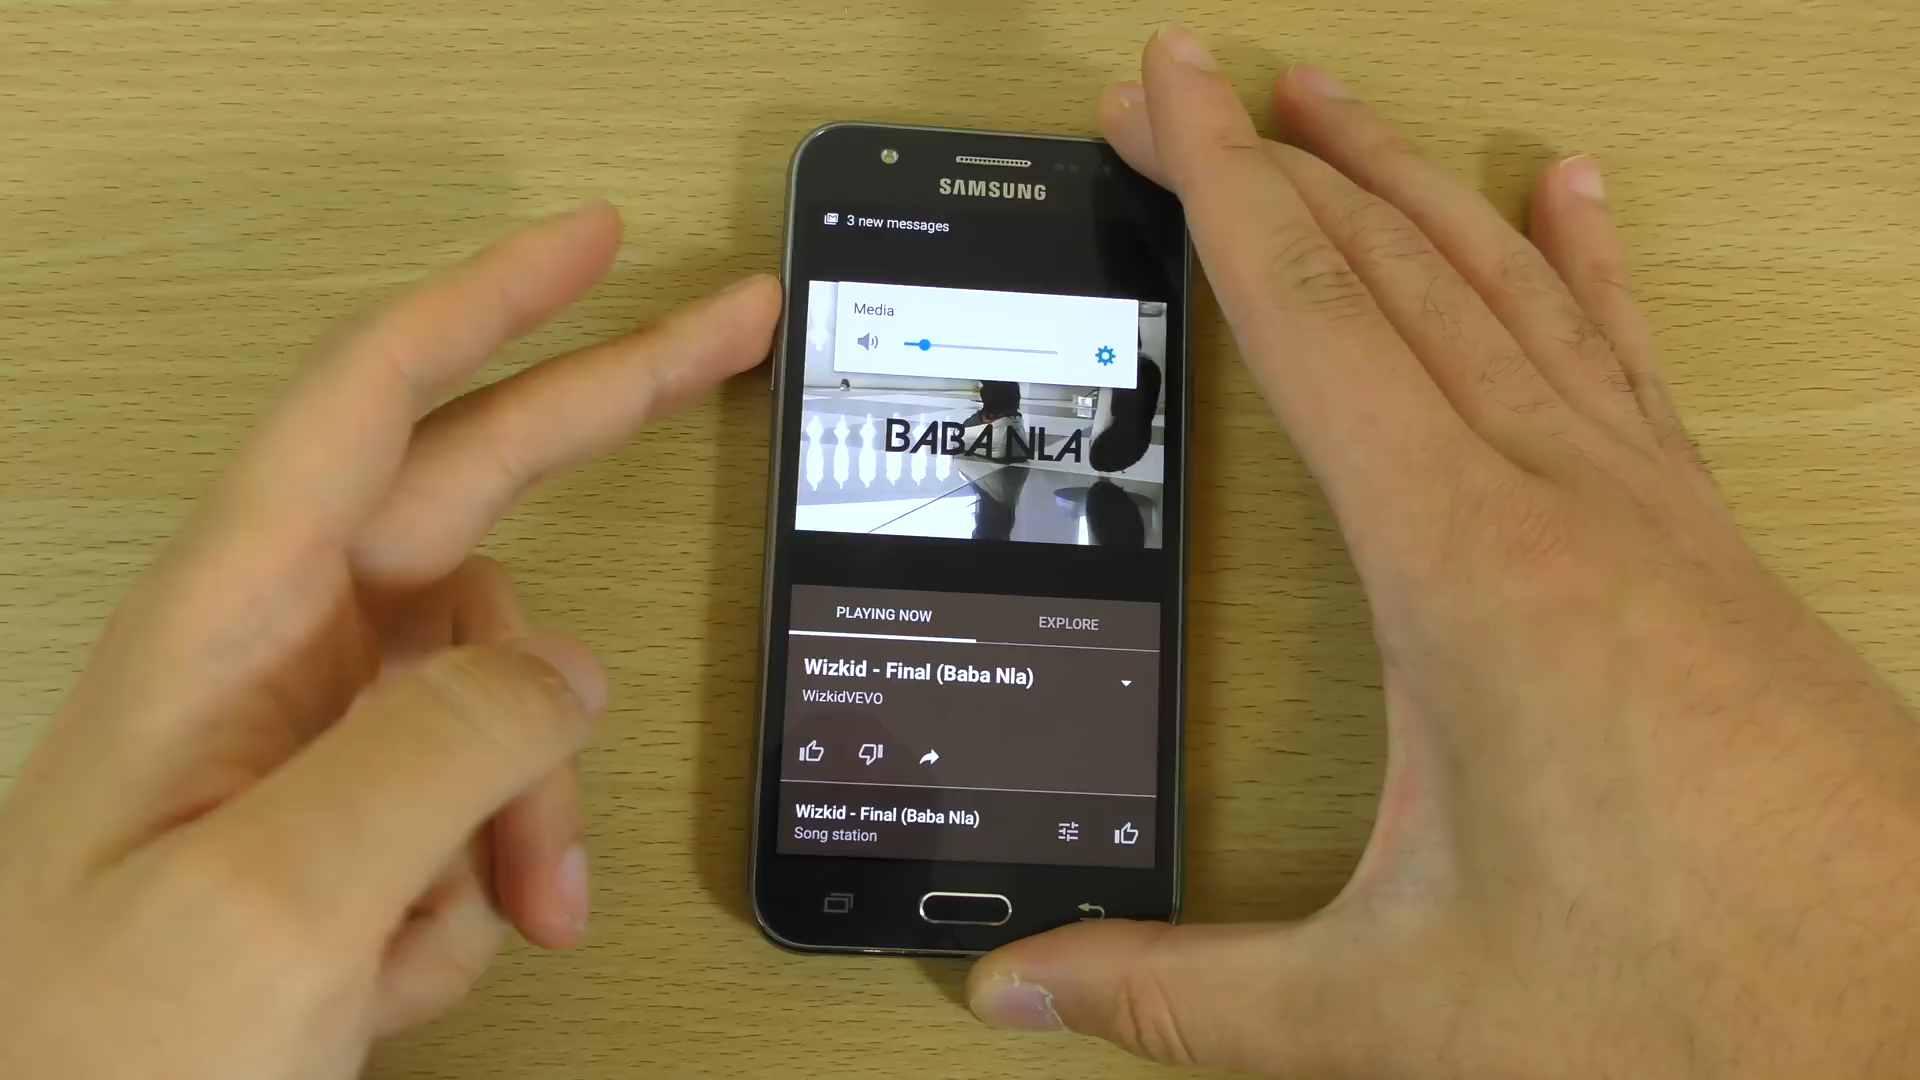 SAMSUNG
3 new messages
Media
BABA NLA
PLAYING NOW
EXPLORE
Wizkid - Final (Baba Nla)
WizkidVEVO
Wizkid - Final (Baba Nla)
Song station